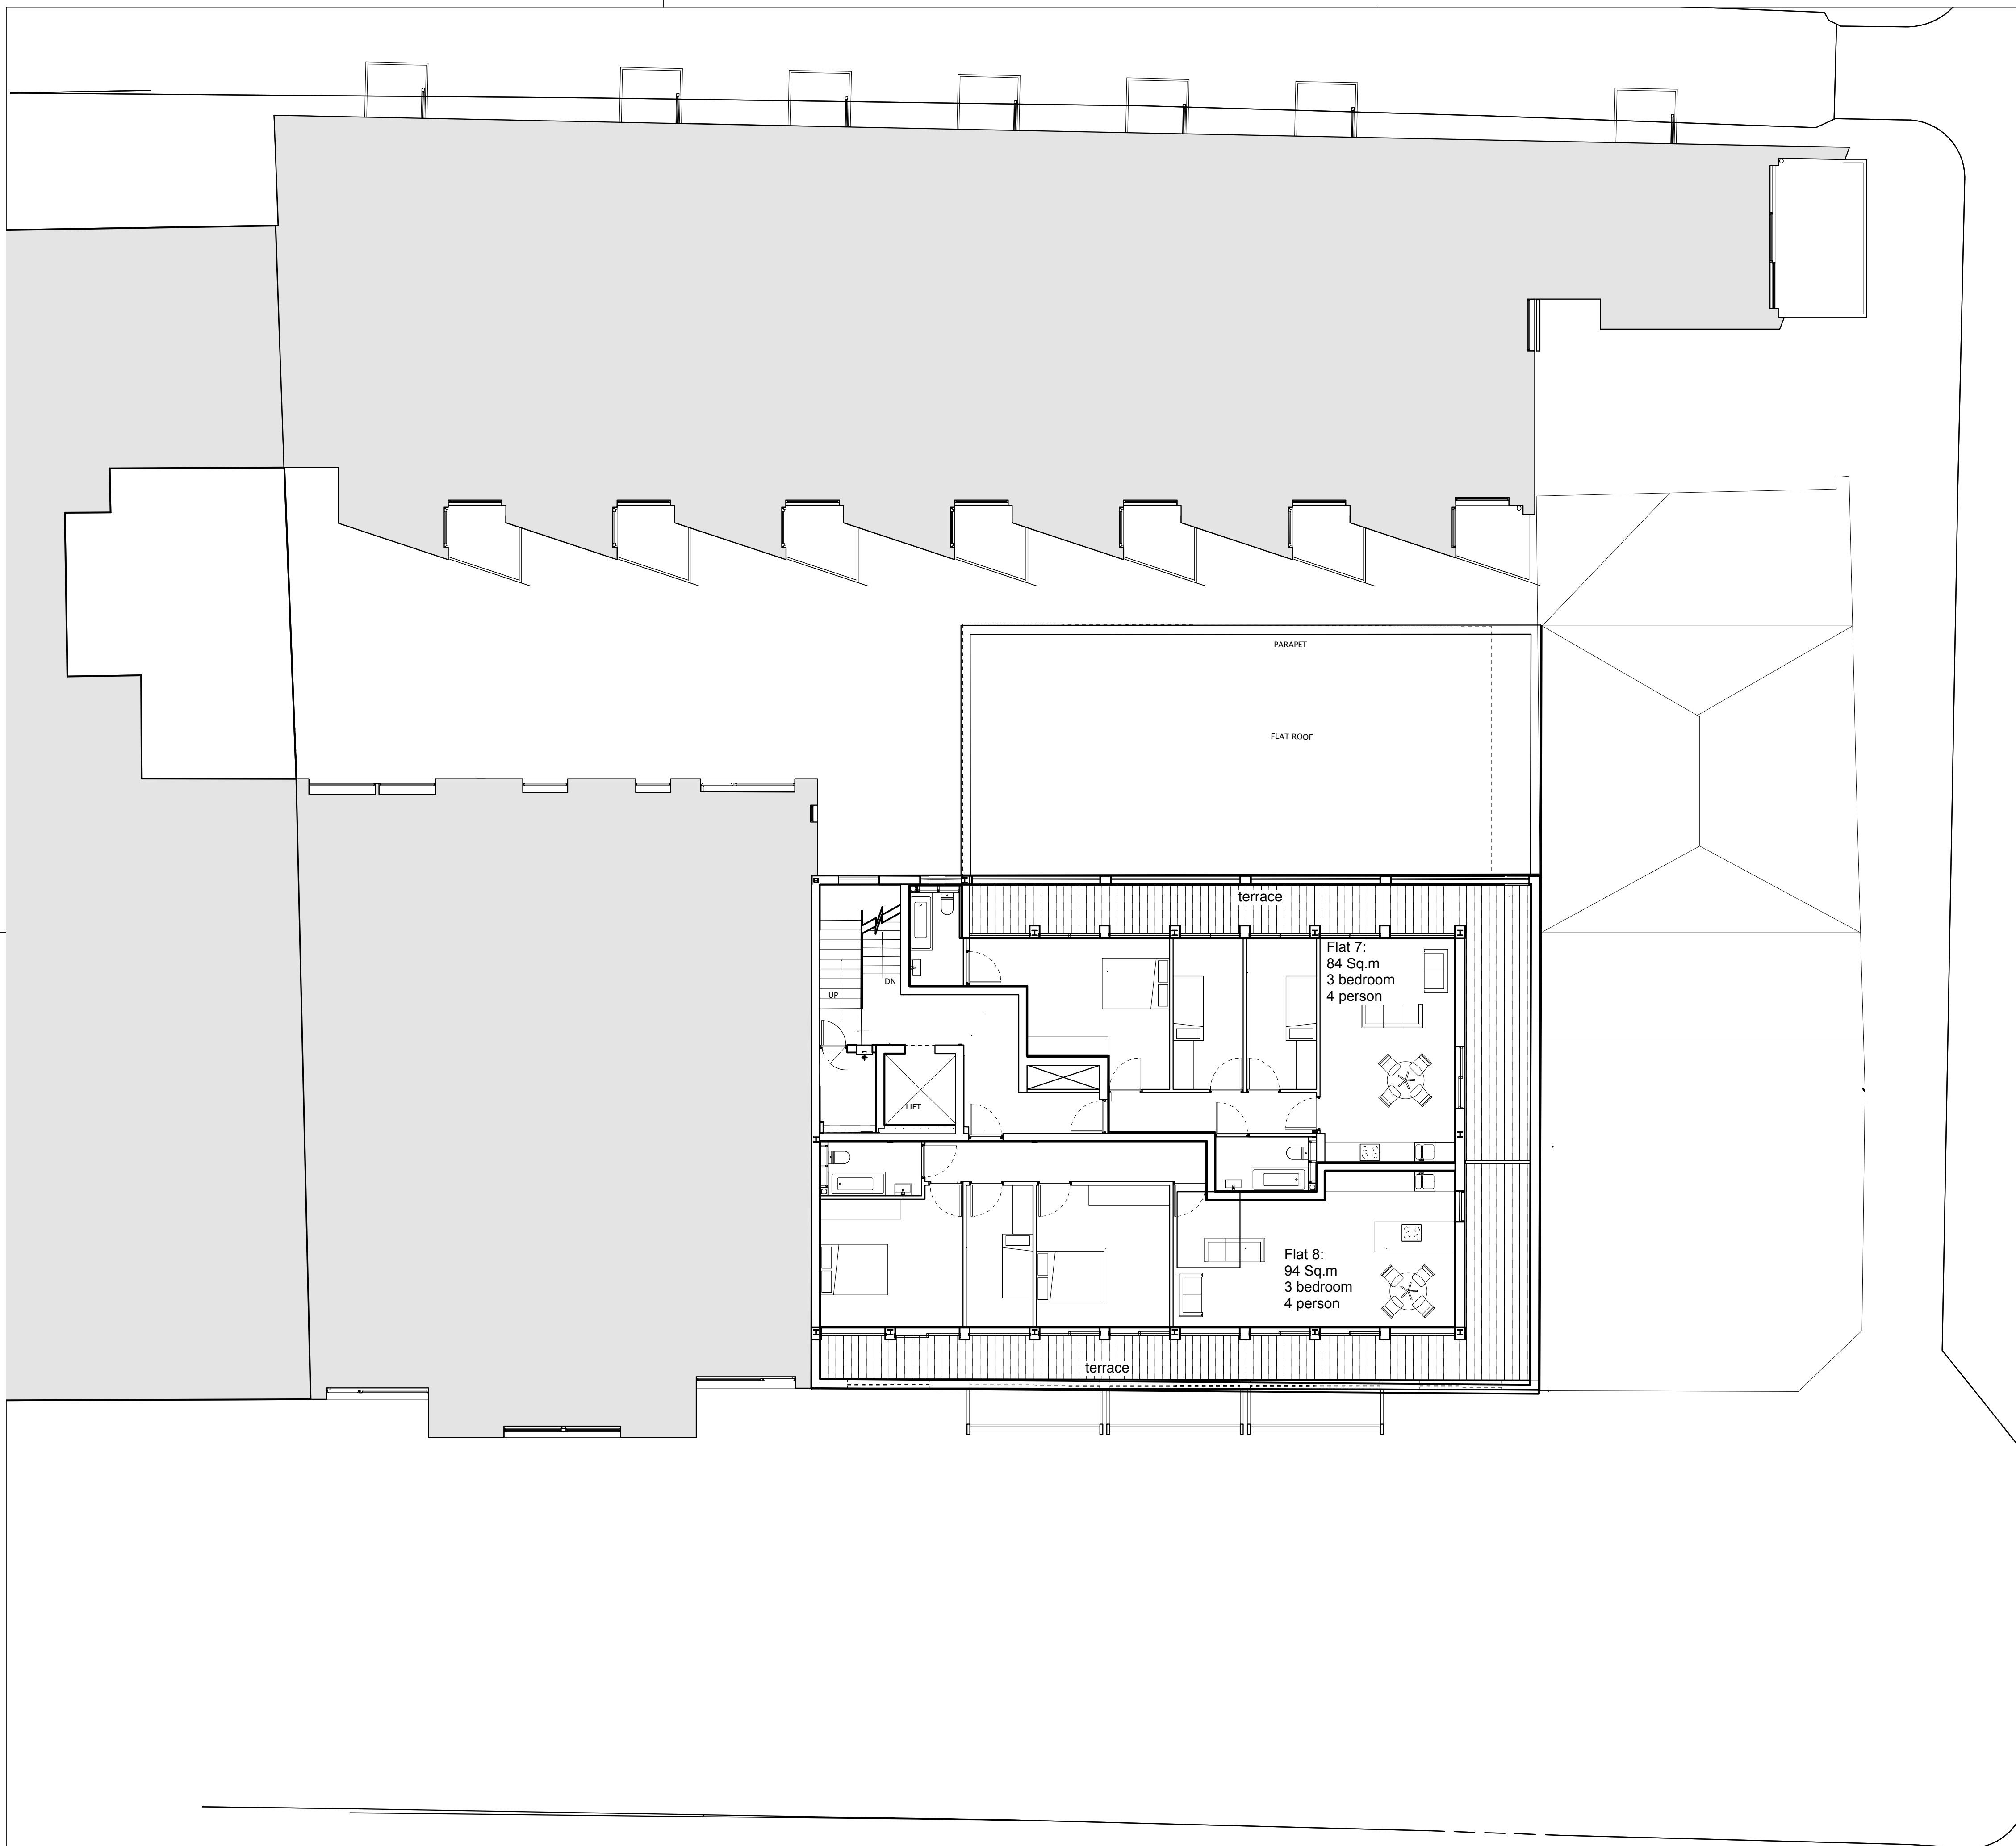 PARAPET
FLAT ROOF
terrace
Flat 7:
84 Sq.m
3 bedroom
4 person
DN
UP
LIFT
Flat 8:
94 Sq.m
3 bedroom
4 person
terrace